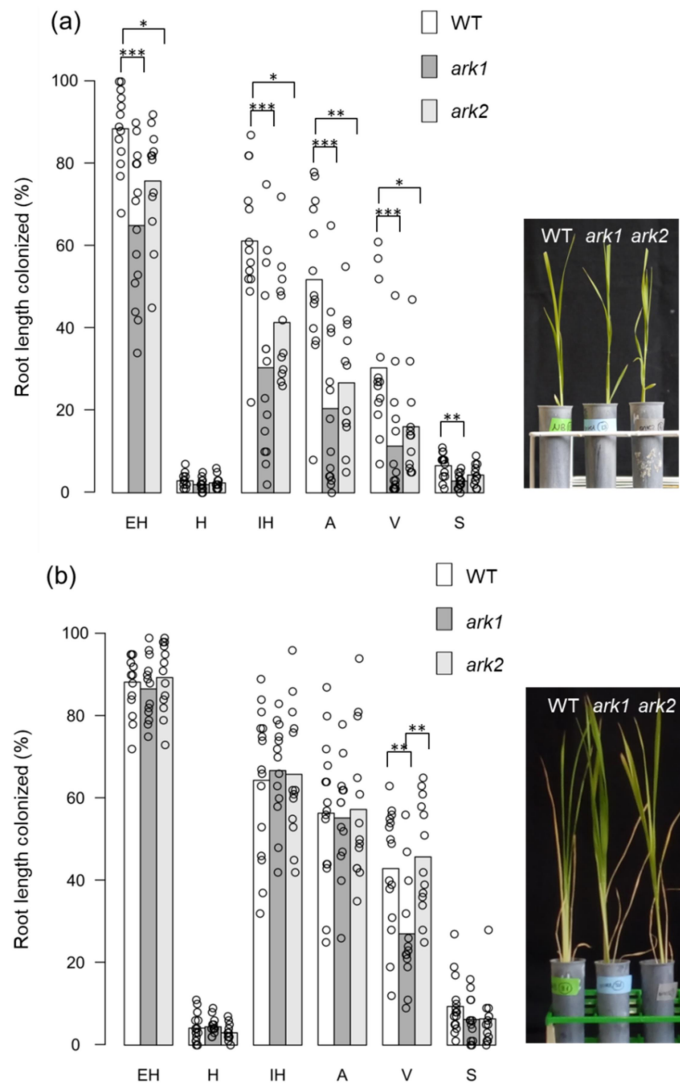 (a)
WT
ark1
ark2
* *** * *** ** *** * *** **
Root length colonized (%)
100
80
60
40
20
0
EH H IH A V S
WT ark1 ark2
(b)
WT
ark1
ark2
** **
Root length colonized (%)
100
80
60
40
20
0
EH H IH A V S
WT ark1 ark2